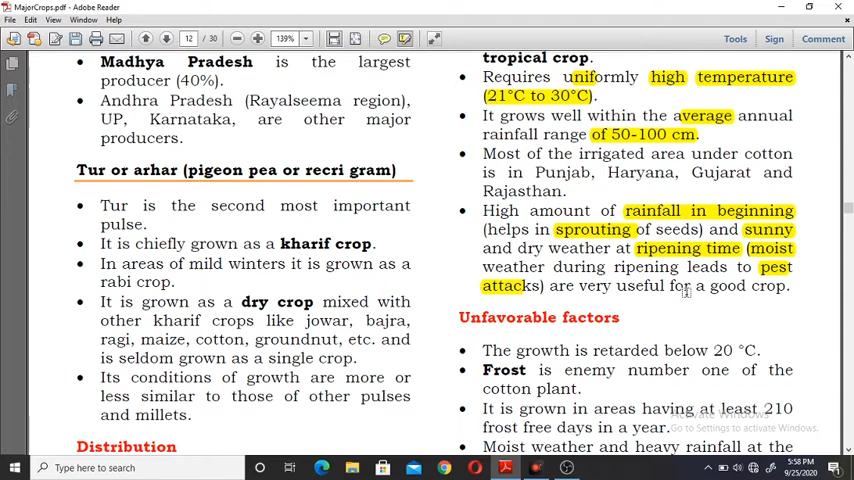 MajorCrops.pdf - Adobe Reader
File Edit View Window Help
12 / 30 139% Tools Sign Comment
Madhya Pradesh is the largest
producer (40%).
Andhra Pradesh (Rayalseema region),
UP, Karnataka, are other major
producers.
Tur or arhar (pigeon pea or recri gram)
Tur is the second most important
pulse.
It is chiefly grown as a kharif crop.
In areas of mild winters it is grown as a
rabi crop.
It is grown as a dry crop mixed with
other kharif crops like jowar, bajra,
ragi, maize, cotton, groundnut, etc. and
is seldom grown as a single crop.
Its conditions of growth are more or
less similar to those of other pulses
and millets.
Distribution
tropical crop.
Requires uniformly high temperature
(21°C to 30°C).
It grows well within the average annual
rainfall range of 50-100 cm.
Most of the irrigated area under cotton
is in Punjab, Haryana, Gujarat and
Rajasthan.
High amount of rainfall in beginning
(helps in sprouting of seeds) and sunny
and dry weather at ripening time (moist
weather during ripening leads to pest
attacks) are very useful for a good crop.
Unfavorable factors
The growth is retarded below 20 °C.
Frost is enemy number one of the
cotton plant.
It is grown in areas having at least 210
frost free days in a year.
Moist weather and heavy rainfall at the
Activate Windows
Go to Settings to activate Windows.
Type here to search
5:58 PM
9/25/2020